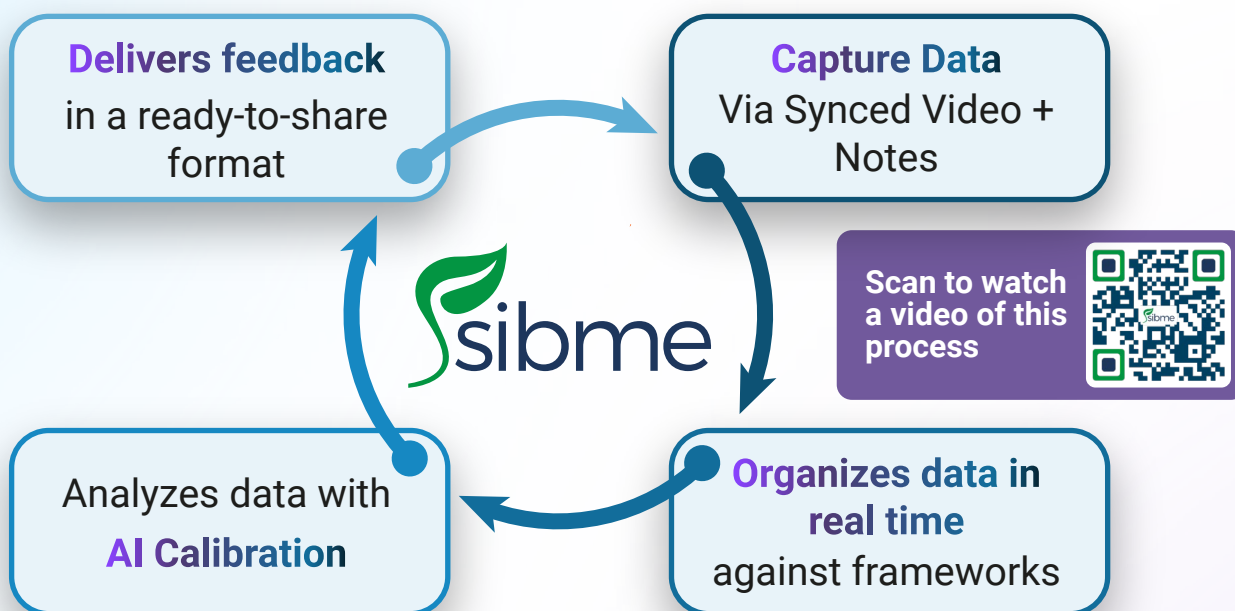 Delivers feedback
in a ready-to-share
format
Capture Data
Via Synced Video +
Notes
sibme
Scan to watch
a video of this
process
sibme
Analyzes data with
AI Calibration
Organizes data in
real time
against frameworks